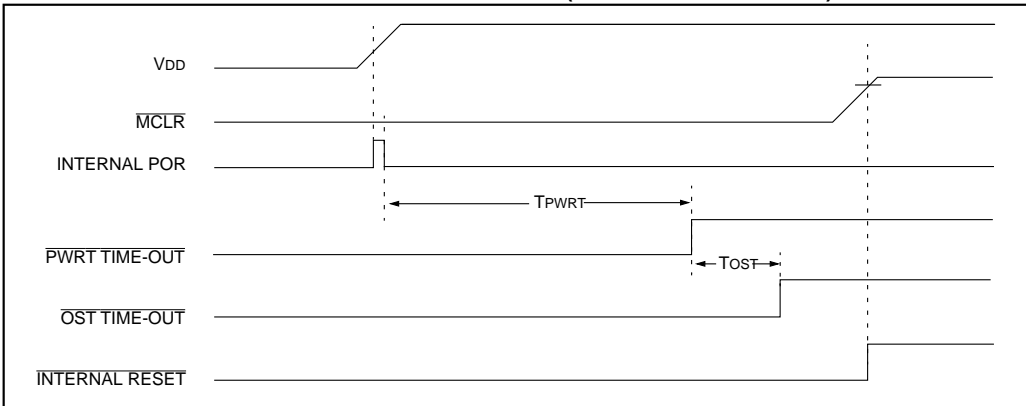 VDD
MCLR
INTERNAL POR
TPWRT
PWRT TIME-OUT
TOST
OST TIME-OUT
INTERNAL RESET